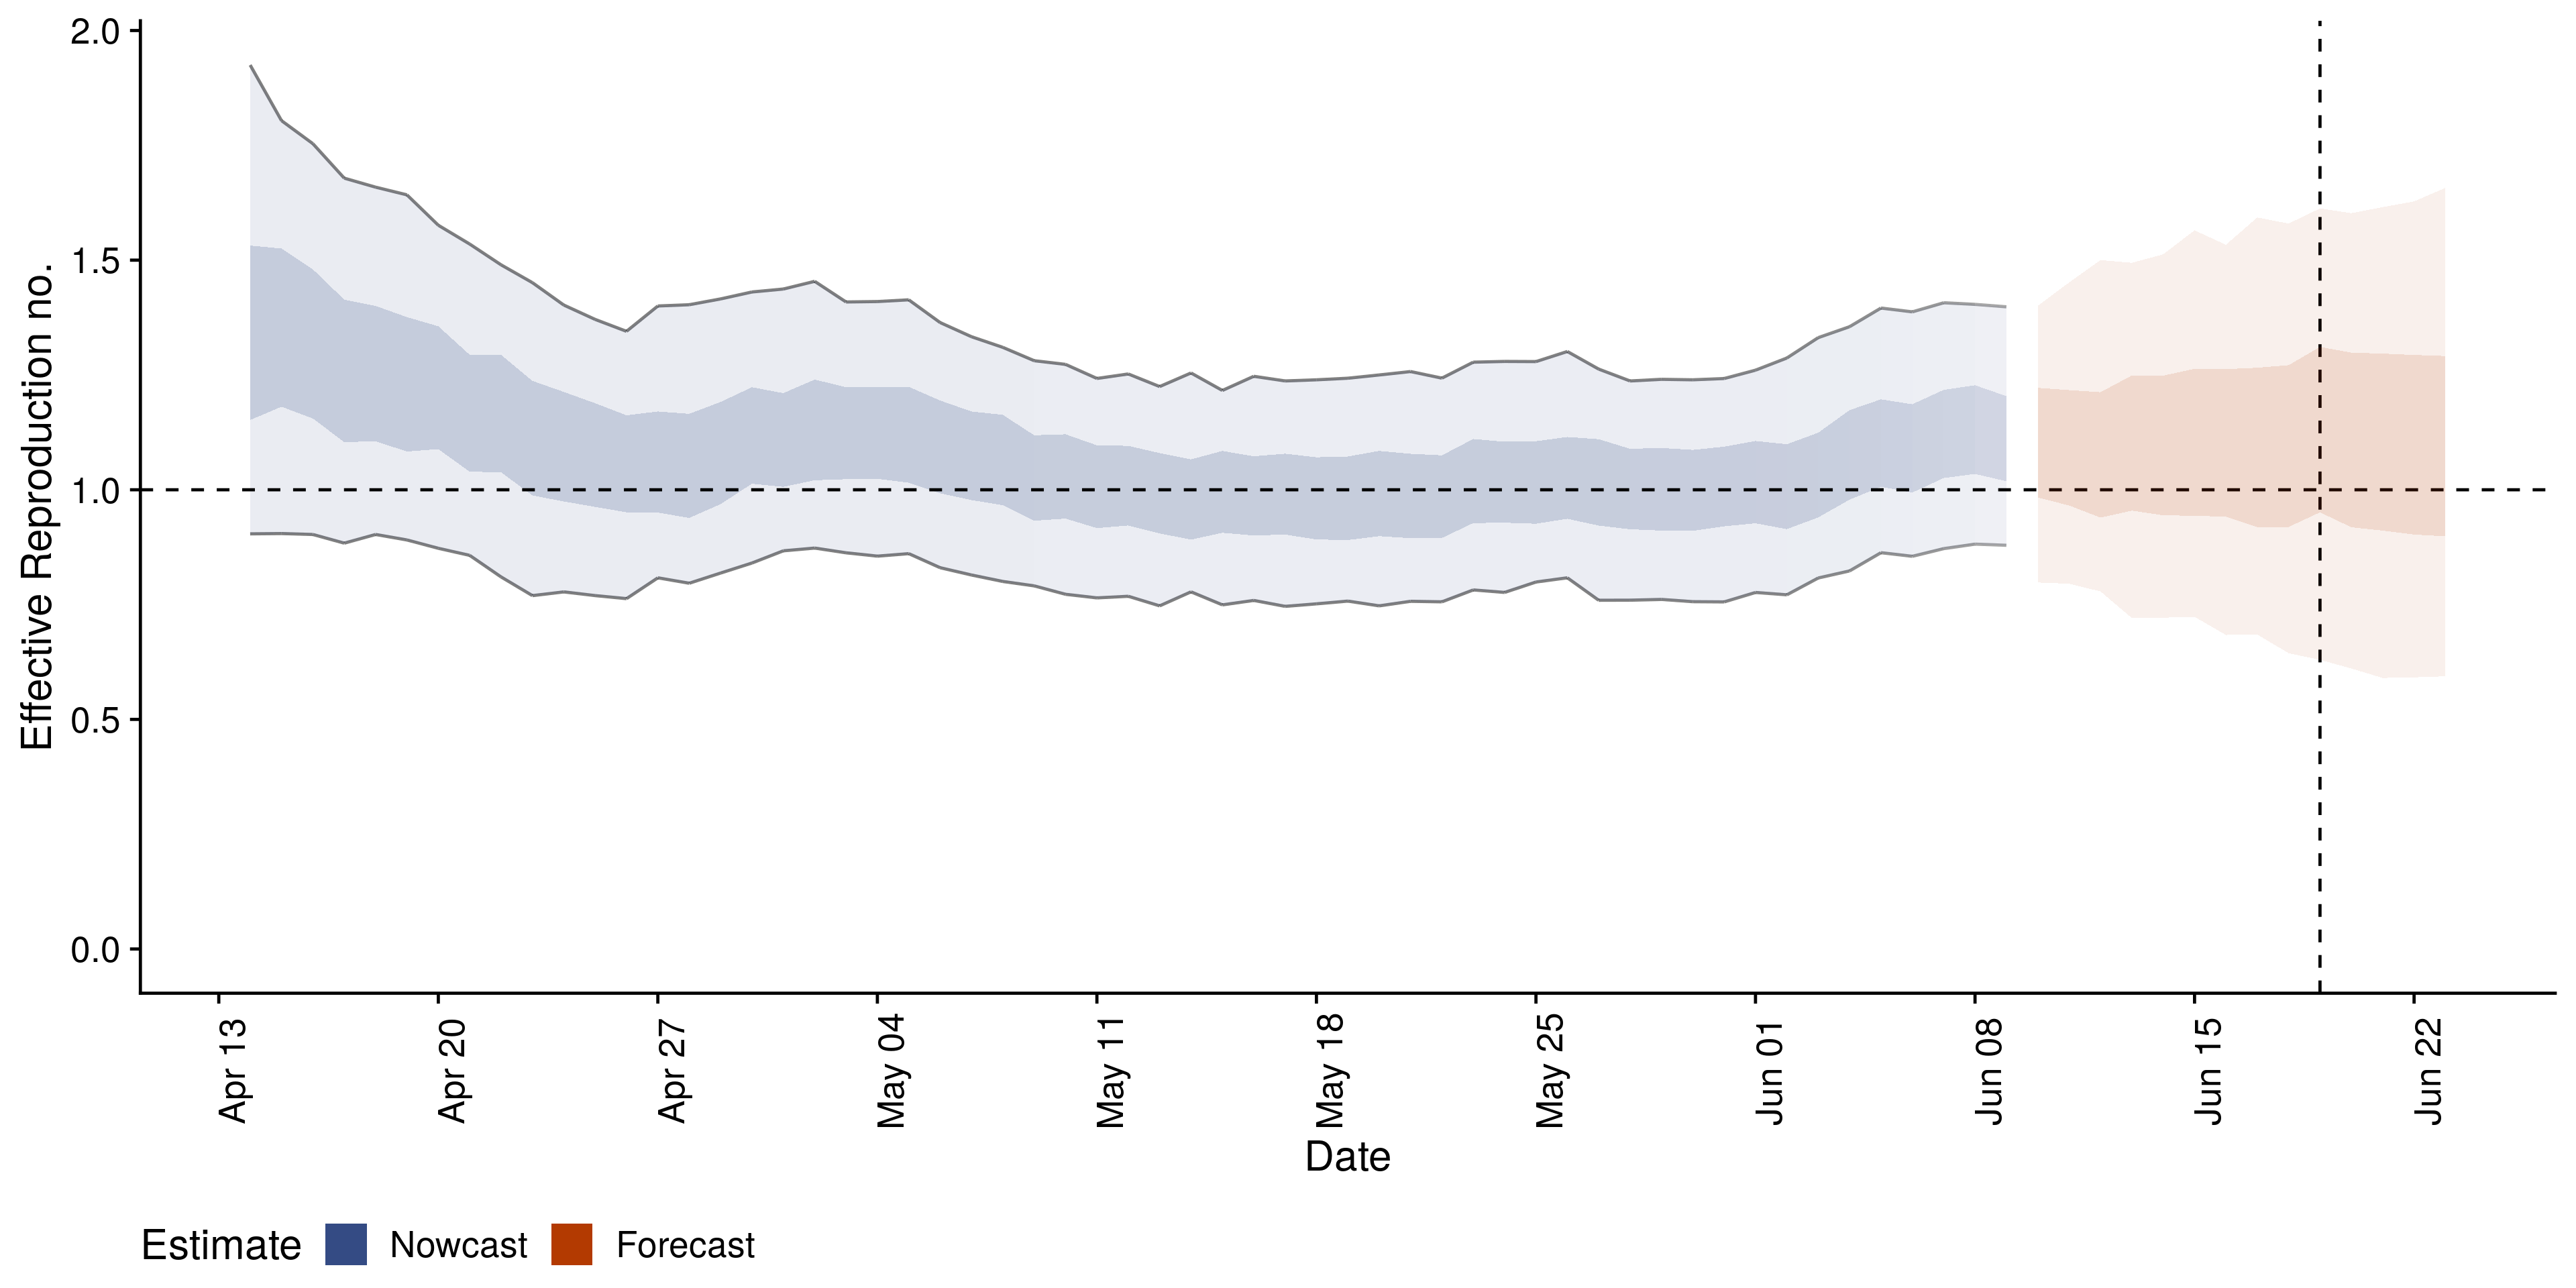 Effective Reproduction no.
2.0
1.5
1.0
0.5
0.0
Apr 13
Apr 20
Apr 27
May 04
May 11
May 18
May 25
Jun 01
Jun 08
Jun 15
Jun 22
Date
Estimate Nowcast Forecast